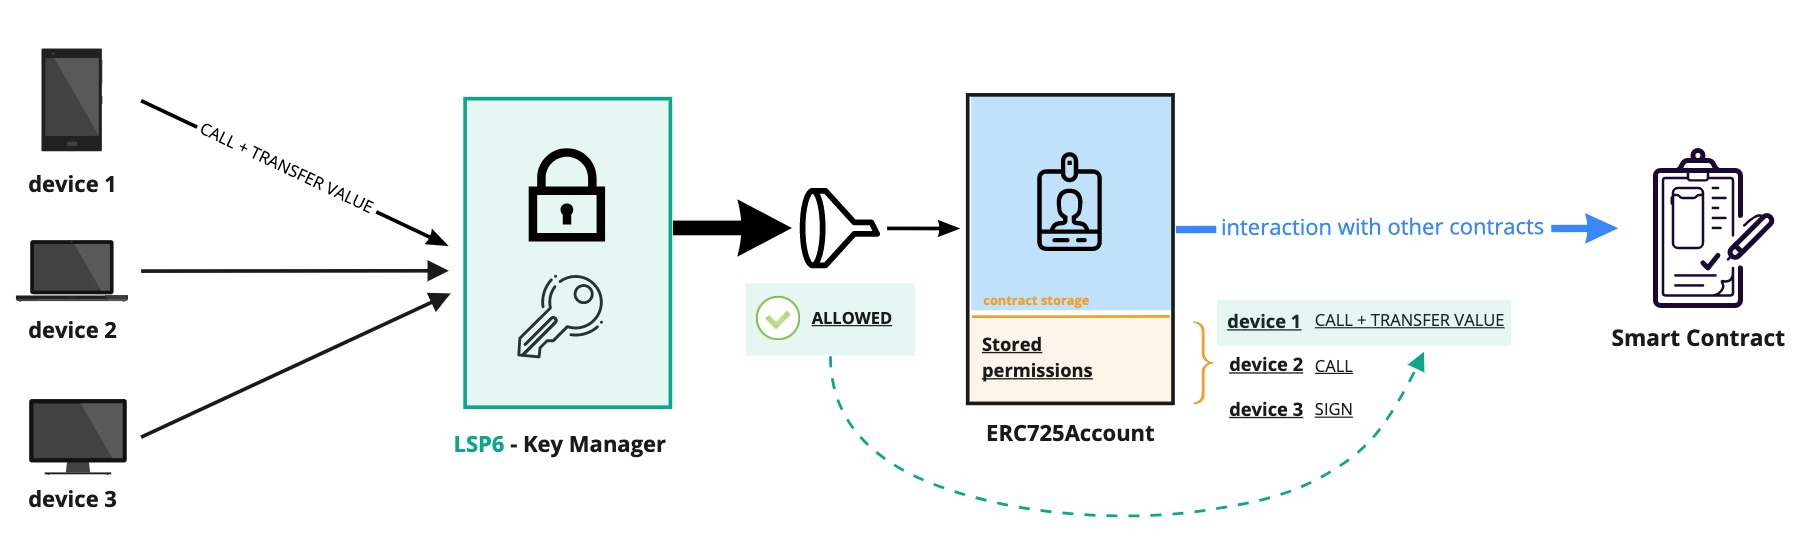 device 1
CALL + TRANSFER VALUE
device 2
device 3
LSP6 - Key Manager
ALLOWED
contract storage
Stored
permissions
ERC725Account
interaction with other contracts
device 1 CALL + TRANSFER VALUE
device 2 CALL
device 3 SIGN
Smart Contract